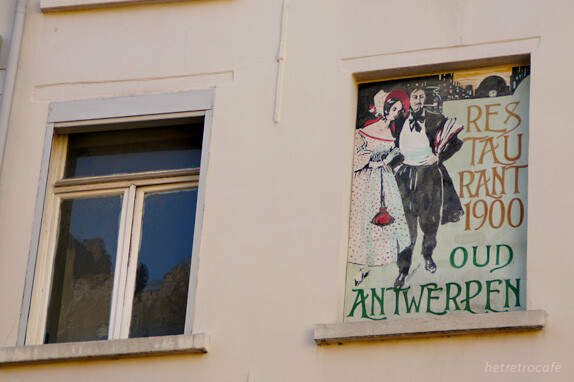 RES
TAU
RANT
1900
OUD
ANTWERPEN
hetretrocafe